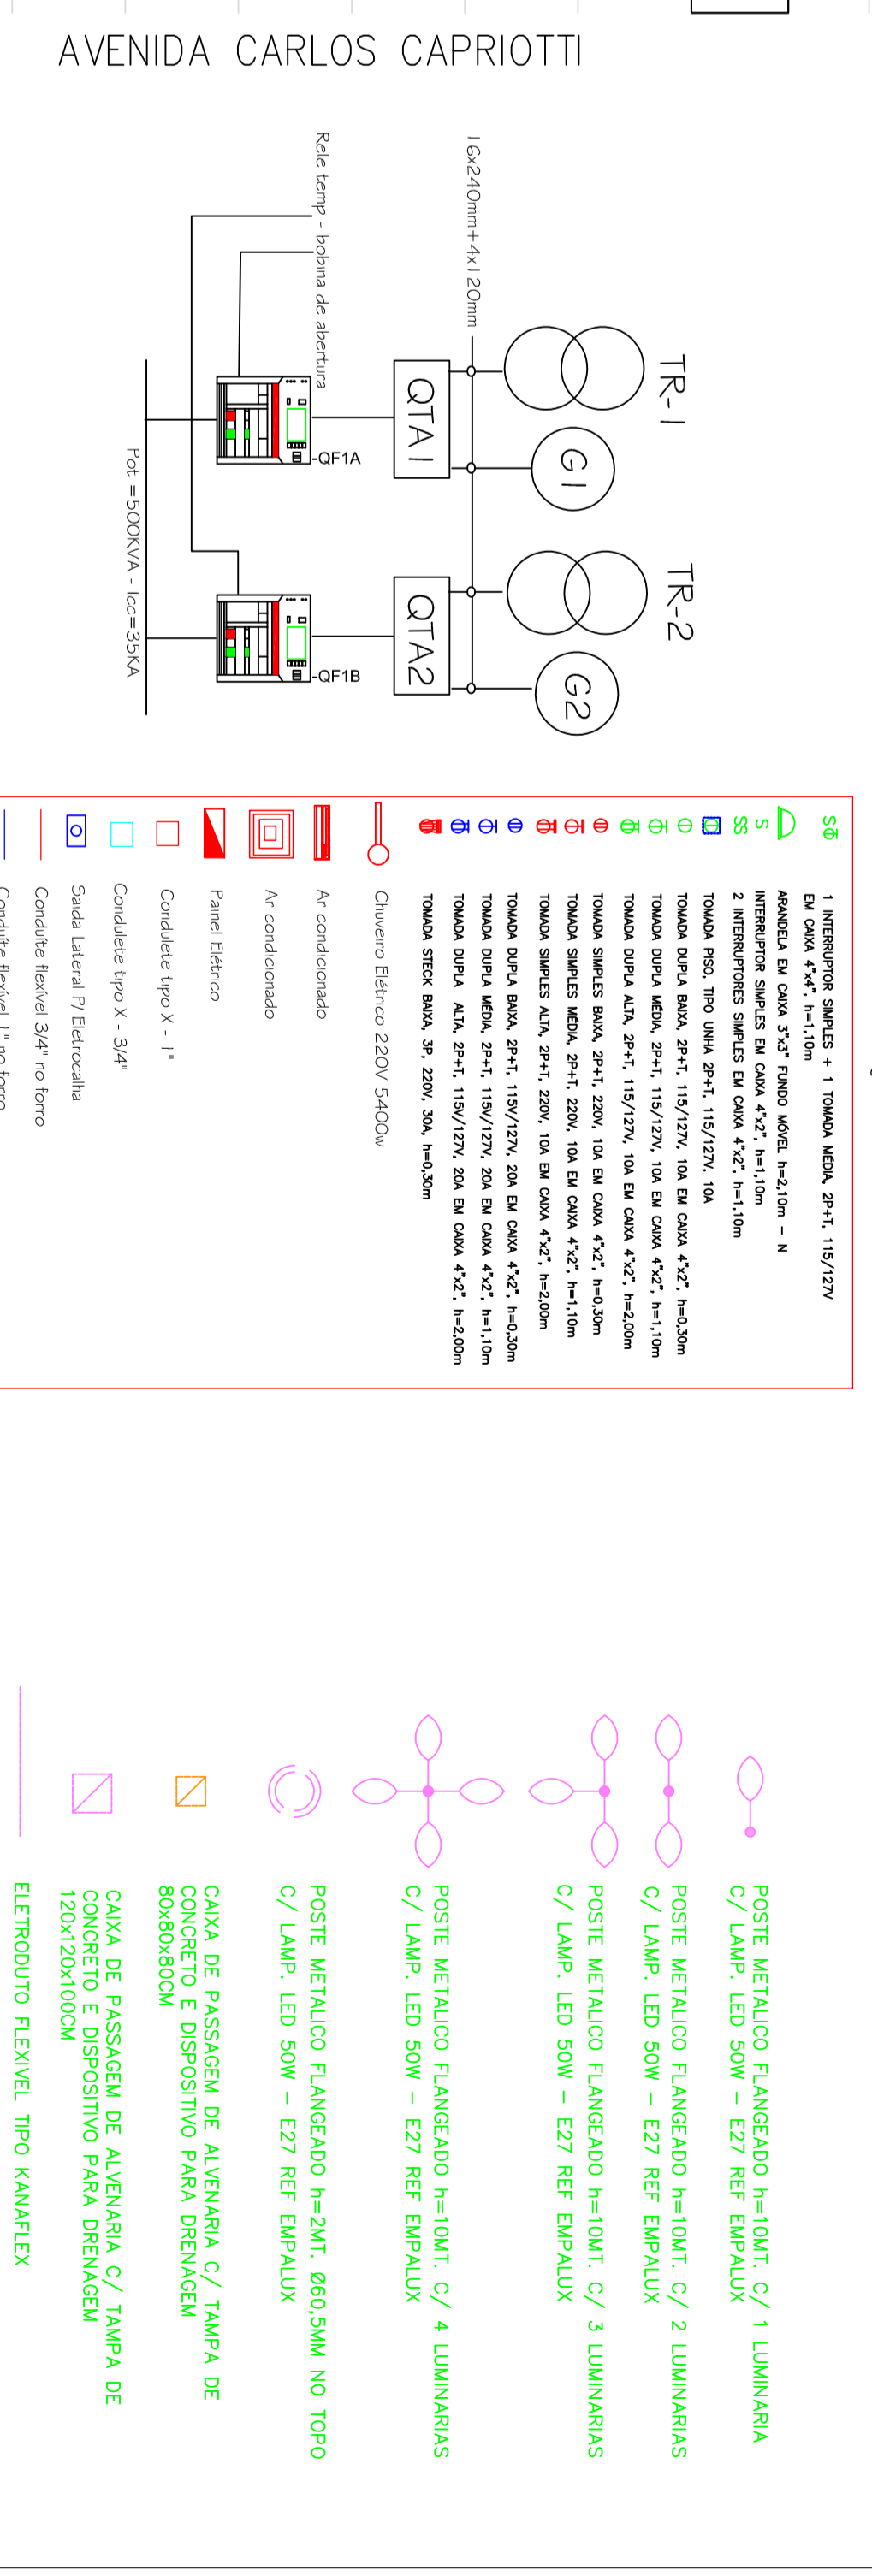 AVENIDA CARLOS CAPRIOTTI
TR-1
G1
TR-2
G2
16x240mm+4x120mm
QTA1
QTA2
Rele temp - bobina de abertura
-QF1A
-QF1B
Pot =500KVA - Icc=35KA
S
1 INTERRUPTOR SIMPLES + 1 TOMADA MÉDIA, 2P+T, 115/127V
EM CAIXA 4"x4", h=1,10m
ARANDELA EM CAIXA 3"x3" FUNDO MÓVEL h=2,10m - N
S
INTERRUPTOR SIMPLES EM CAIXA 4"x2", h=1,10m
SS
2 INTERRUPTORES SIMPLES EM CAIXA 4"x2", h=1,10m
TOMADA PISO, TIPO UNHA 2P+T, 115/127V, 10A
TOMADA DUPLA BAIXA, 2P+T, 115/127V, 10A EM CAIXA 4"x2", h=0,30m
TOMADA DUPLA MÉDIA, 2P+T, 115/127V, 10A EM CAIXA 4"x2", h=1,10m
TOMADA DUPLA ALTA, 2P+T, 115/127V, 10A EM CAIXA 4"x2", h=2,00m
TOMADA SIMPLES BAIXA, 2P+T, 220V, 10A EM CAIXA 4"x2", h=0,30m
TOMADA SIMPLES MÉDIA, 2P+T, 220V, 10A EM CAIXA 4"x2", h=1,10m
TOMADA SIMPLES ALTA, 2P+T, 220V, 10A EM CAIXA 4"x2", h=2,00m
TOMADA DUPLA BAIXA, 2P+T, 115V/127V, 20A EM CAIXA 4"x2", h=0,30m
TOMADA DUPLA MÉDIA, 2P+T, 115V/127V, 20A EM CAIXA 4"x2", h=1,10m
TOMADA DUPLA ALTA, 2P+T, 115V/127V, 20A EM CAIXA 4"x2", h=2,00m
TOMADA STECK BAIXA, 3P, 220V, 30A, h=0,30m
Chuveiro Elétrico 220V 5400w
Ar condicionado
Ar condicionado
Painel Elétrico
Condulete tipo X - 1"
Condulete tipo X - 3/4"
Saida Lateral P/ Eletrocalha
Conduíte flexível 3/4" no forro
Conduíte flexível 1" no forro
POSTE METALICO FLANGEADO h=10MT. C/ 1 LUMINARIA
C/ LAMP. LED 50W - E27 REF EMPALUX
POSTE METALICO FLANGEADO h=10MT. C/ 2 LUMINARIAS
C/ LAMP. LED 50W - E27 REF EMPALUX
POSTE METALICO FLANGEADO h=10MT. C/ 3 LUMINARIAS
C/ LAMP. LED 50W - E27 REF EMPALUX
POSTE METALICO FLANGEADO h=10MT. C/ 4 LUMINARIAS
C/ LAMP. LED 50W - E27 REF EMPALUX
POSTE METALICO FLANGEADO h=2MT. Ø60,5MM NO TOPO
C/ LAMP. LED 50W - E27 REF EMPALUX
CAIXA DE PASSAGEM DE ALVENARIA C/ TAMPA DE
CONCRETO E DISPOSITIVO PARA DRENAGEM
80x80x80CM
CAIXA DE PASSAGEM DE ALVENARIA C/ TAMPA DE
CONCRETO E DISPOSITIVO PARA DRENAGEM
120x120x100CM
ELETRODUTO FLEXIVEL TIPO KANAFLEX